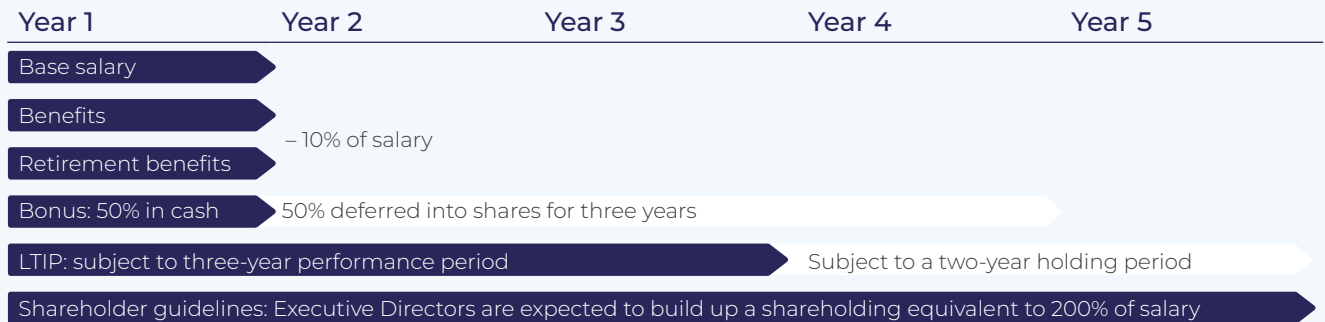 Year 1 Year 2 Year 3 Year 4 Year 5
Base salary
Benefits
– 10% of salary
Retirement benefits
Bonus: 50% in cash 50% deferred into shares for three years
LTIP: subject to three-year performance period Subject to a two-year holding period
Shareholder guidelines: Executive Directors are expected to build up a shareholding equivalent to 200% of salary